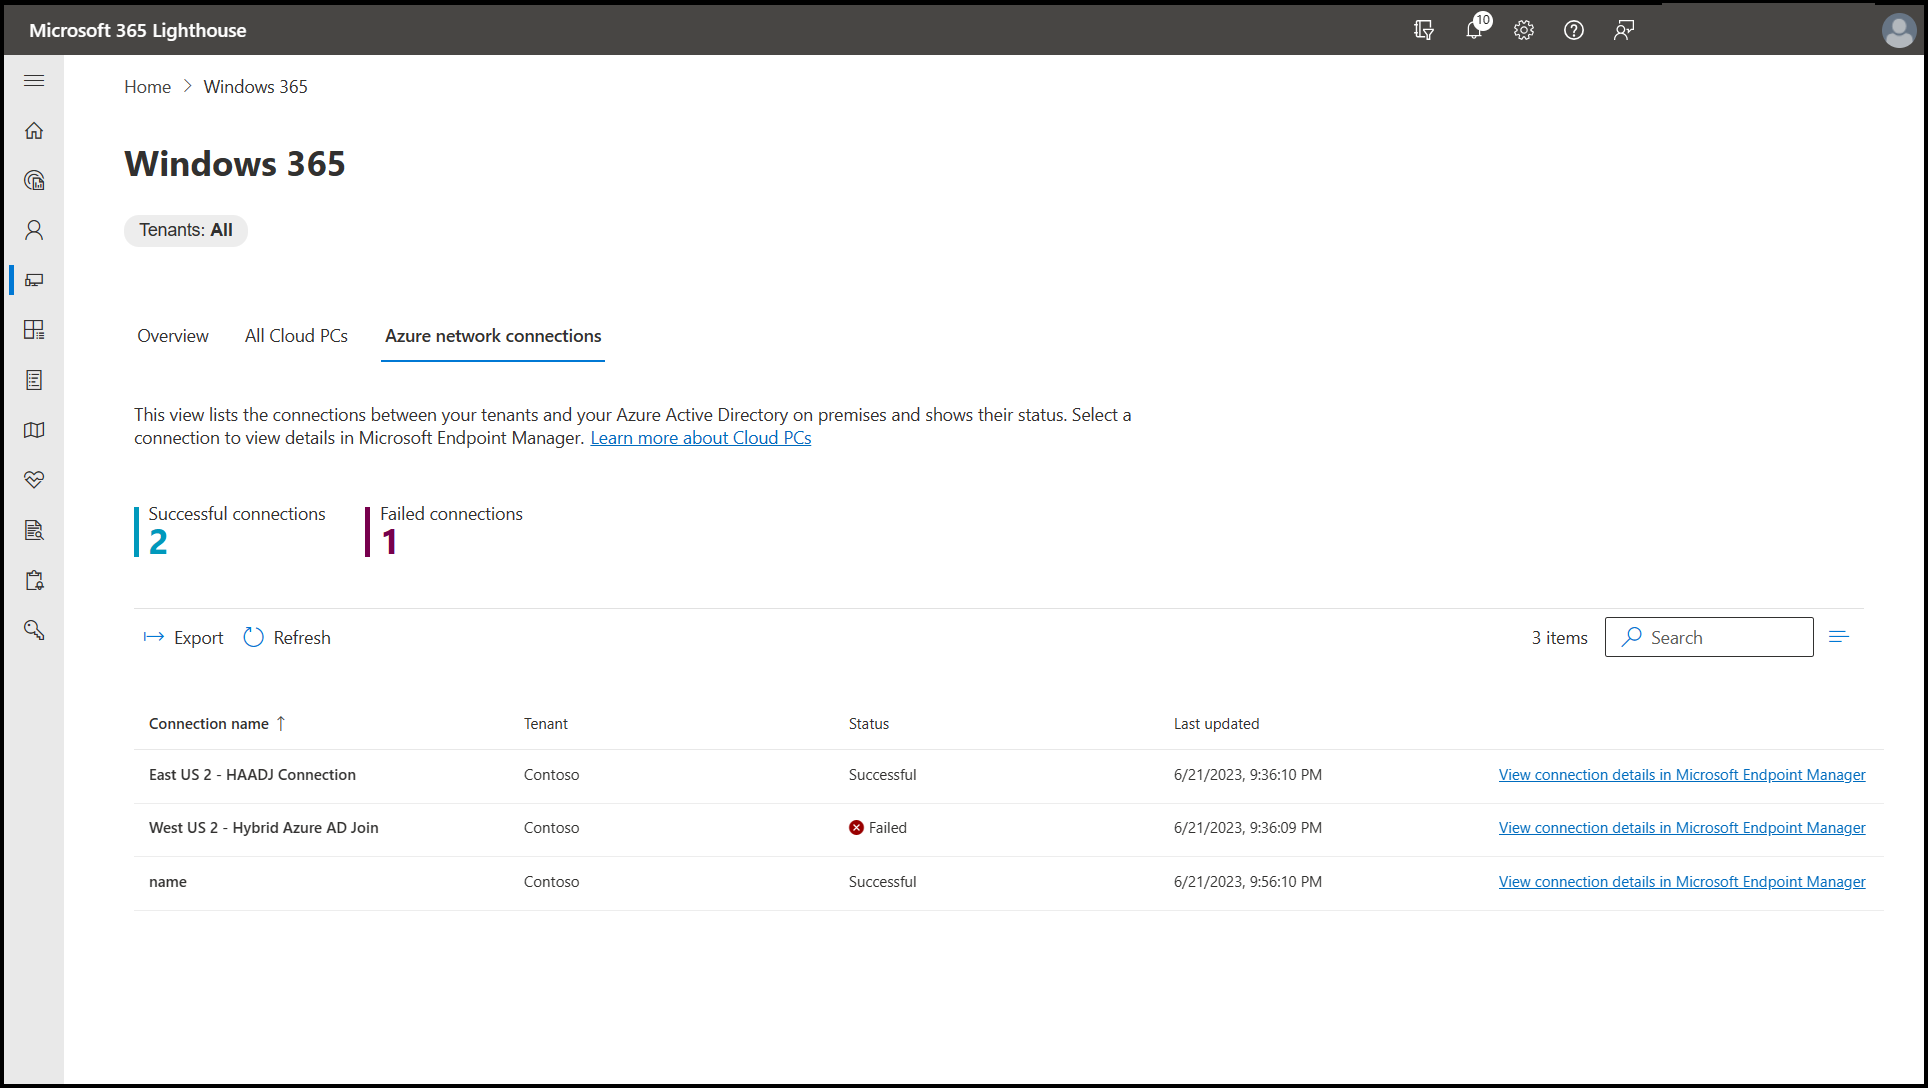 Microsoft 365 Lighthouse
10
Home > Windows 365
Windows 365
Tenants: All
Overview
All Cloud PCs
Azure network connections
This view lists the connections between your tenants and your Azure Active Directory on premises and shows their status. Select a
connection to view details in Microsoft Endpoint Manager. Learn more about Cloud PCs
Successful connections
2
Failed connections
1
Export
Refresh
3 items
Search
Connection name ↑
Tenant
Status
Last updated
East US 2 - HAADJ Connection
Contoso
Successful
6/21/2023, 9:36:10 PM
View connection details in Microsoft Endpoint Manager
West US 2 - Hybrid Azure AD Join
Contoso
Failed
6/21/2023, 9:36:09 PM
View connection details in Microsoft Endpoint Manager
name
Contoso
Successful
6/21/2023, 9:56:10 PM
View connection details in Microsoft Endpoint Manager